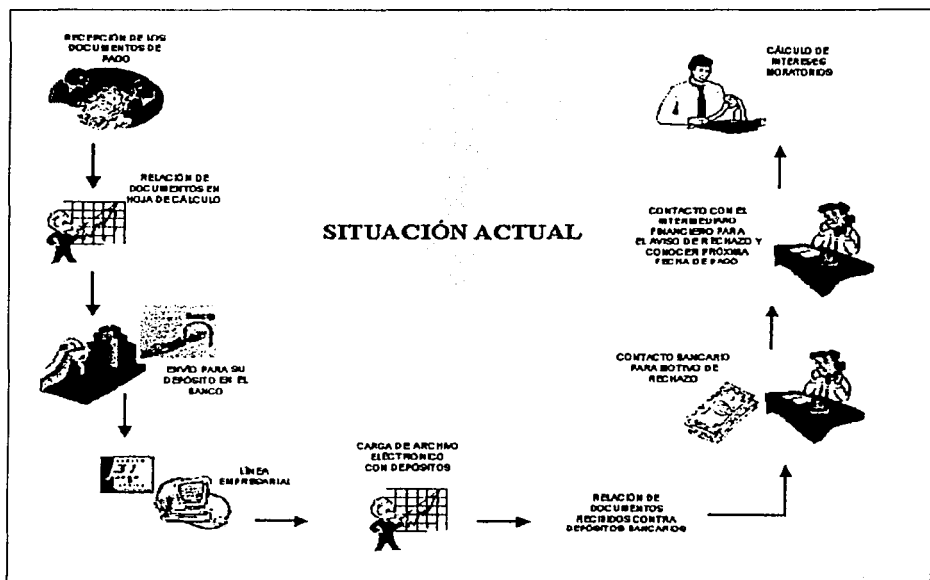 RECEPCIÓN DE LOS
DOCUMENTOS DE
PAGO
RELACIÓN DE
DOCUMENTOS EN
HOJA DE CÁLCULO
ENVÍO PARA SU
DEPÓSITO EN EL
BANCO
31
LÍNEA
EMPRESARIAL
CARGA DE ARCHIVO
ELECTRÓNICO
CON DEPÓSITOS
RELACIÓN DE
DOCUMENTOS
RECIBIDOS CONTRA
DEPÓSITOS BANCARIOS
CONTACTO BANCARIO
PARA MOTIVO DE
RECHAZO
CONTACTO CON EL
INTERMEDIARIO
FINANCIERO PARA
EL AVISO DE RECHAZO Y
CONOCER PRÓXIMA
FECHA DE PAGO
CÁLCULO DE
INTERESES
MORATORIOS
SITUACIÓN ACTUAL